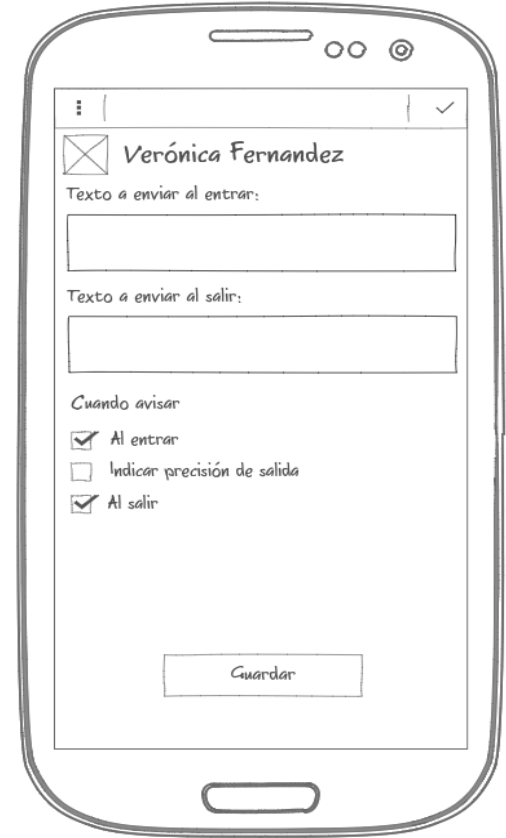 Verónica Fernandez
Texto a enviar al entrar:
Texto a enviar al salir:
Cuando avisar
Al entrar
Indicar precisión de salida
Al salir
Guardar